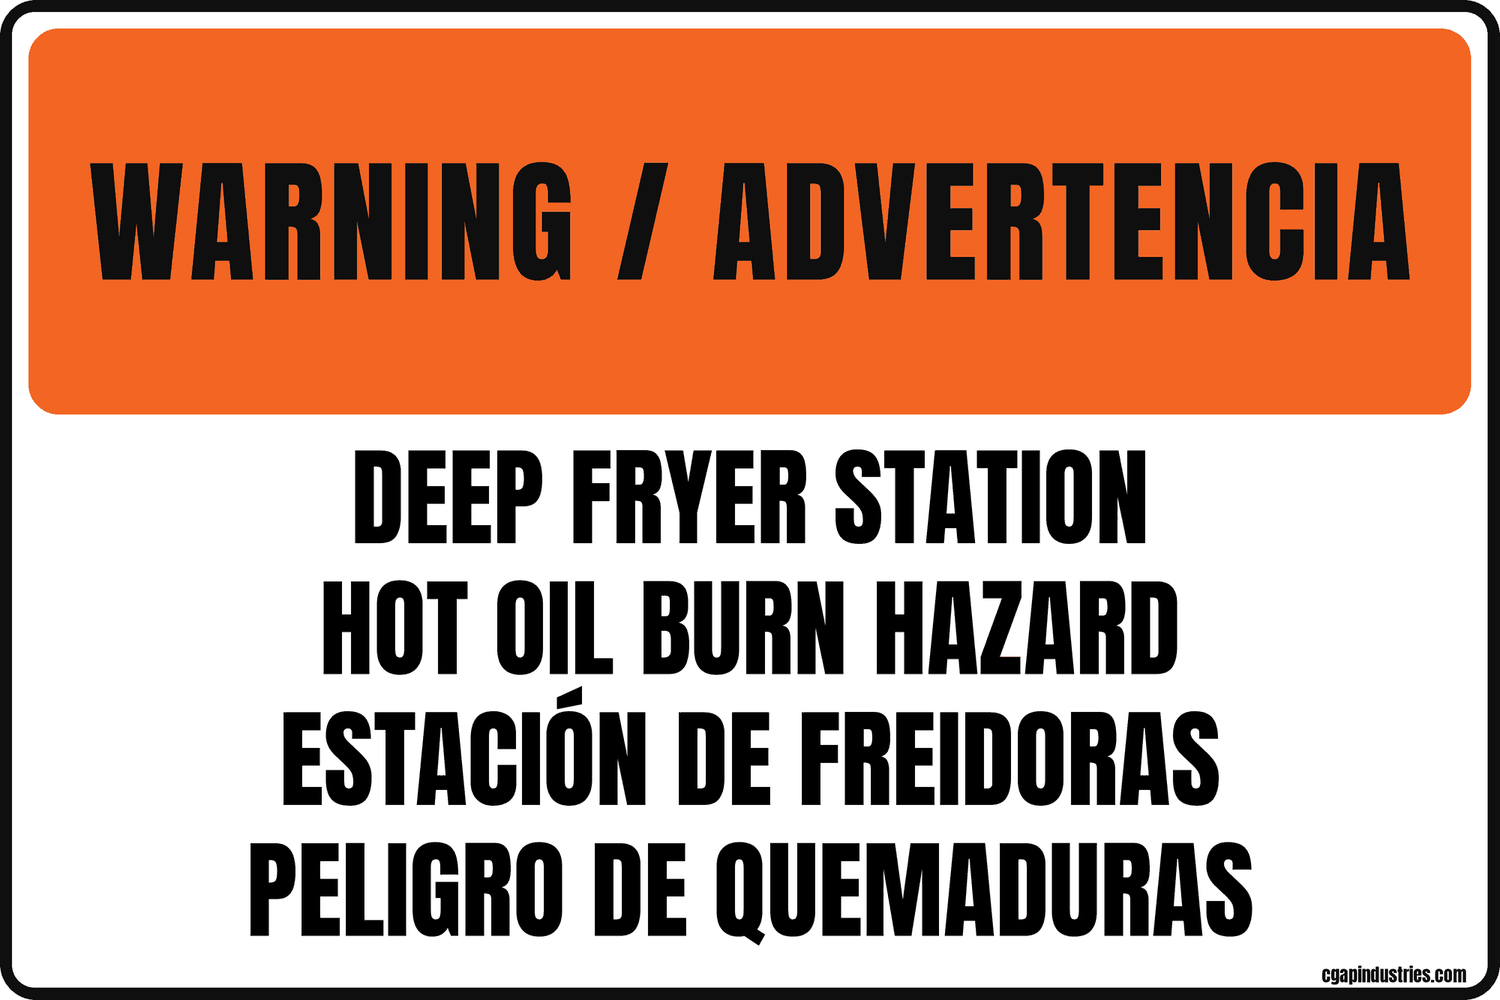 WARNING / ADVERTENCIA
DEEP FRYER STATION
HOT OIL BURN HAZARD
ESTACIÓN DE FREIDORAS
PELIGRO DE QUEMADURAS
cgapindustries.com